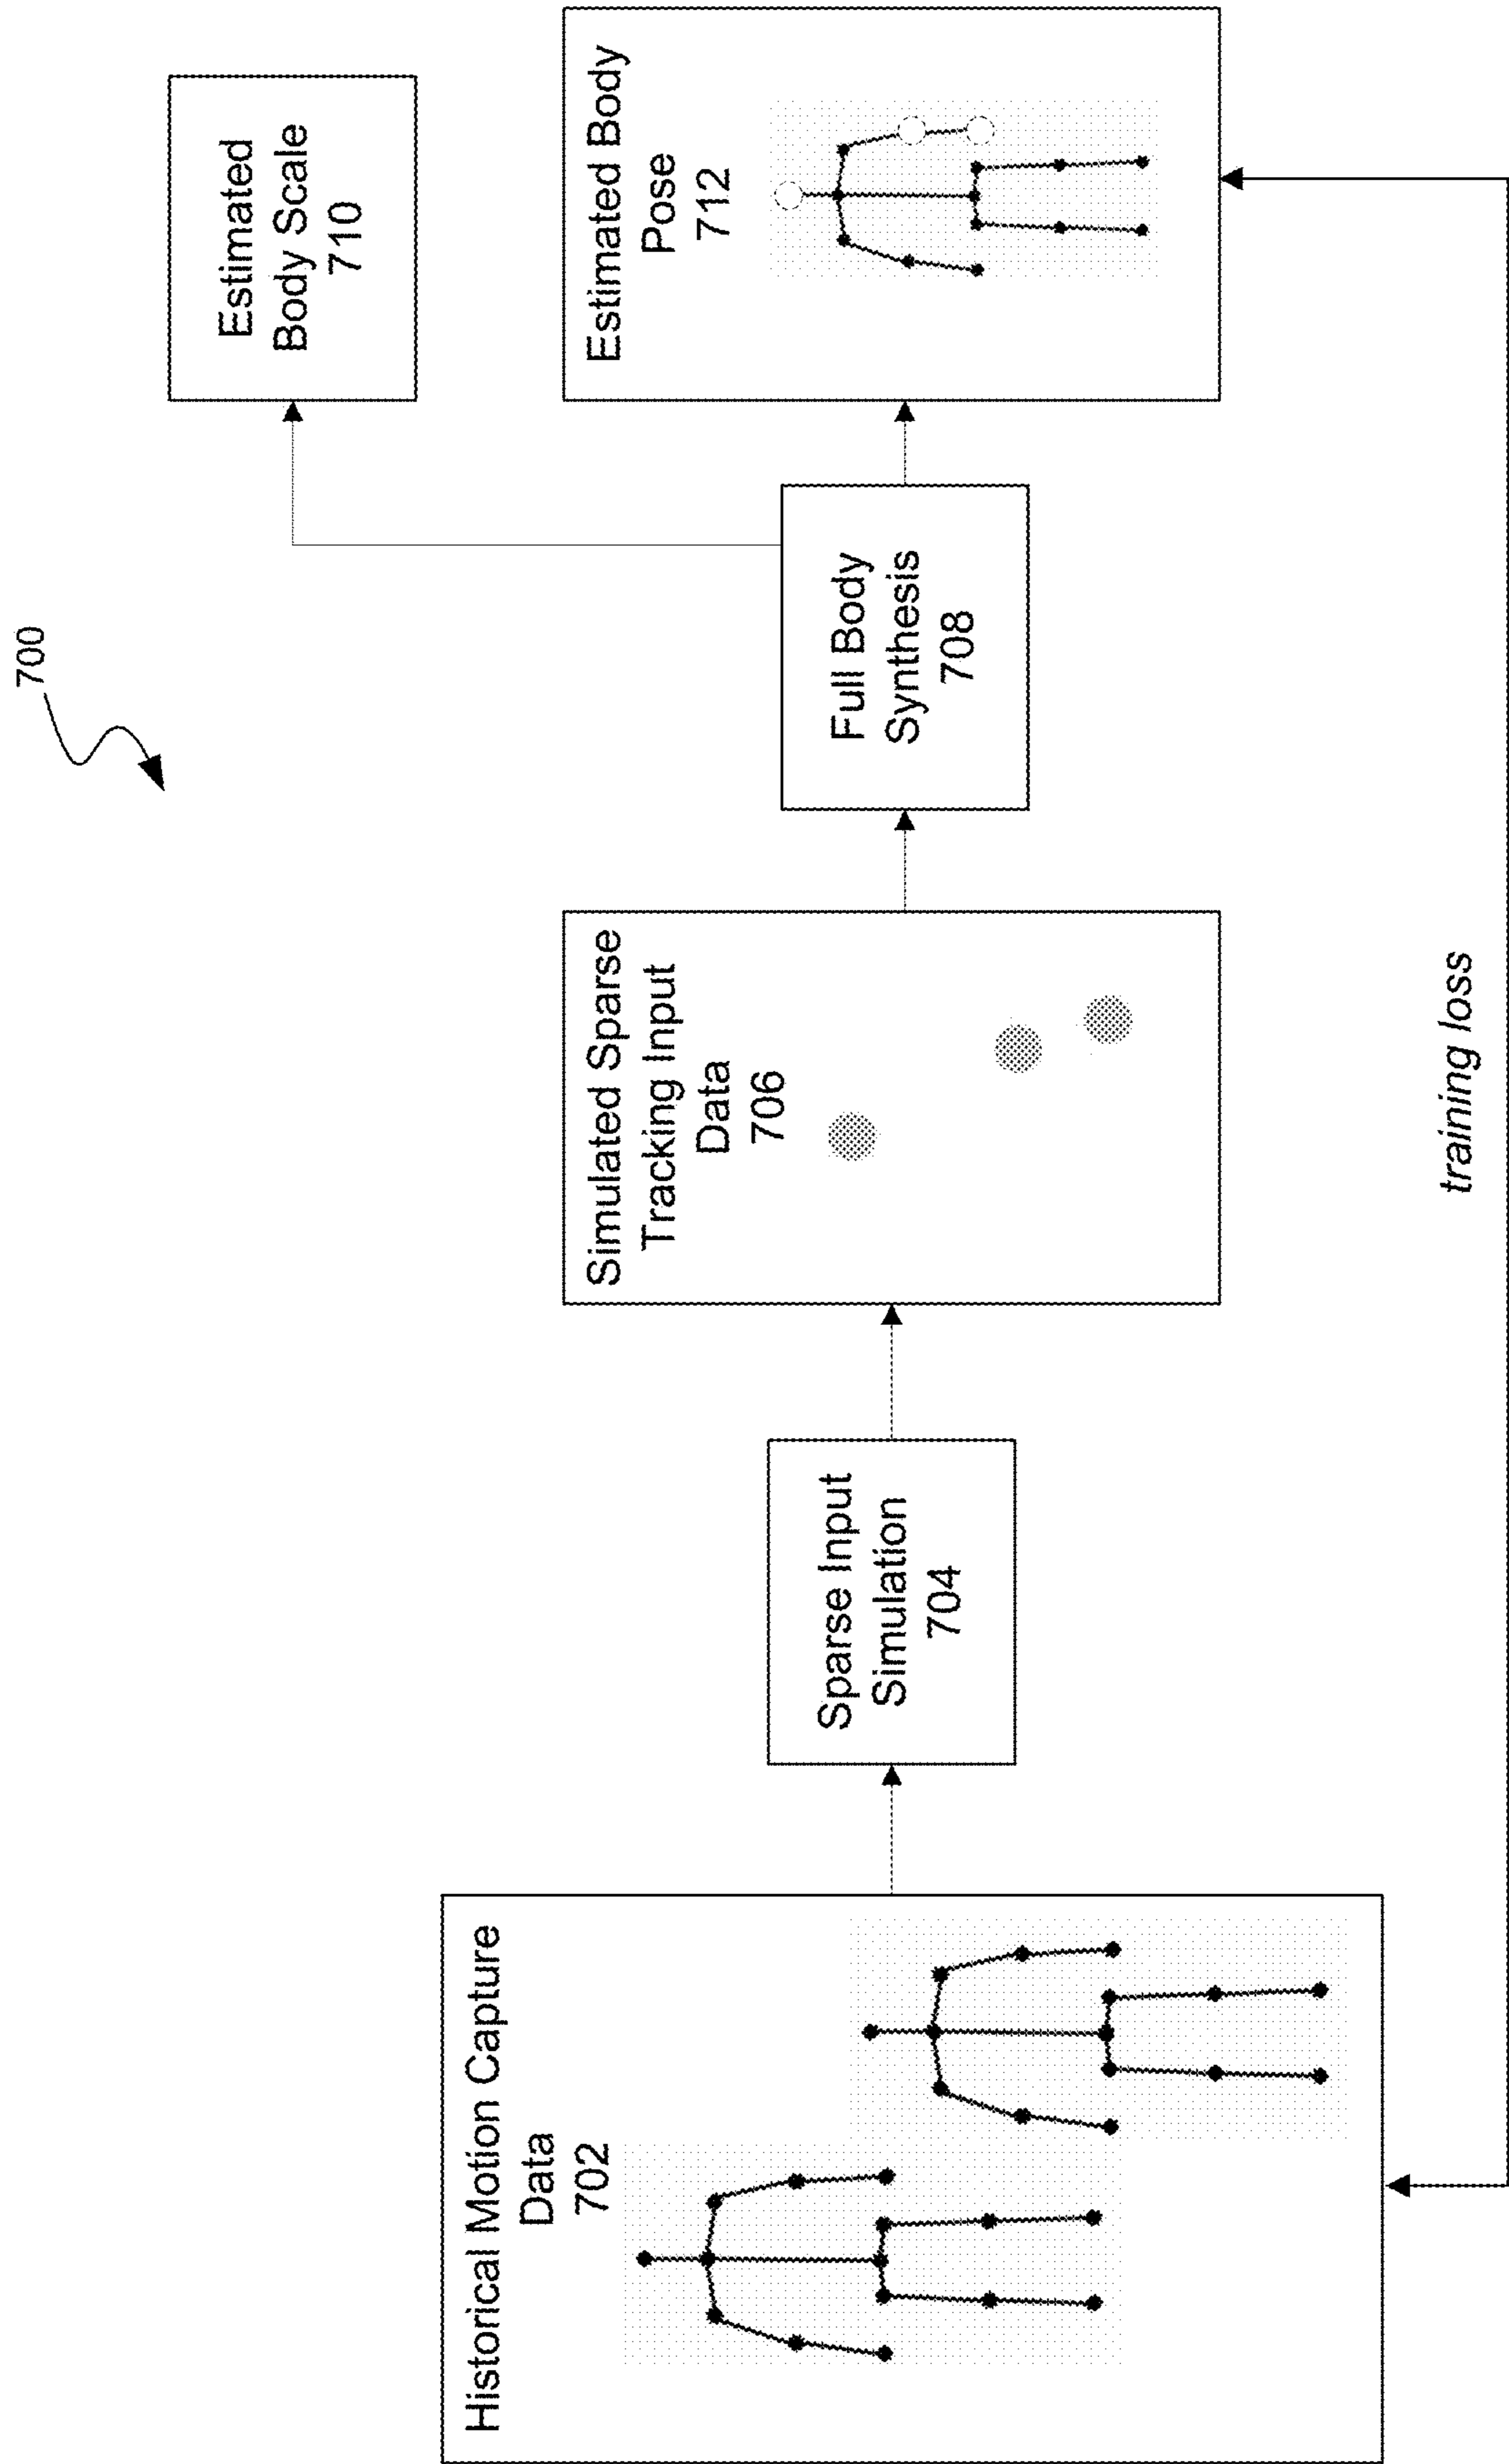 700
Historical Motion Capture
Data
702
Sparse Input
Simulation
704
Simulated Sparse
Tracking Input
Data
706
Full Body
Synthesis
708
Estimated
Body Scale
710
Estimated Body
Pose
712
training loss